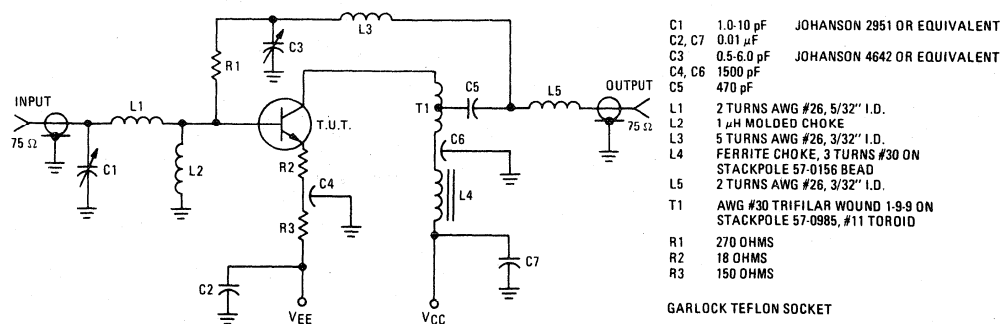 INPUT
75 Ω
C1
L1
L2
R1
C3
L3
T.U.T.
R2
C4
R3
C2
VEE
T1
C5
C6
L4
C7
VCC
L5
OUTPUT
75 Ω
C1 1.0-10 pF JOHANSON 2951 OR EQUIVALENT
C2, C7 0.01 µF
C3 0.5-6.0 pF JOHANSON 4642 OR EQUIVALENT
C4, C6 1500 pF
C5 470 pF
L1 2 TURNS AWG #26, 5/32" I.D.
L2 1 µH MOLDED CHOKE
L3 5 TURNS AWG #26, 3/32" I.D.
L4 FERRITE CHOKE, 3 TURNS #30 ON
STACKPOLE 57-0156 BEAD
L5 2 TURNS AWG #26, 3/32" I.D.
T1 AWG #30 TRIFILAR WOUND 1-9-9 ON
STACKPOLE 57-0985, #11 TOROID
R1 270 OHMS
R2 18 OHMS
R3 150 OHMS
GARLOCK TEFLON SOCKET